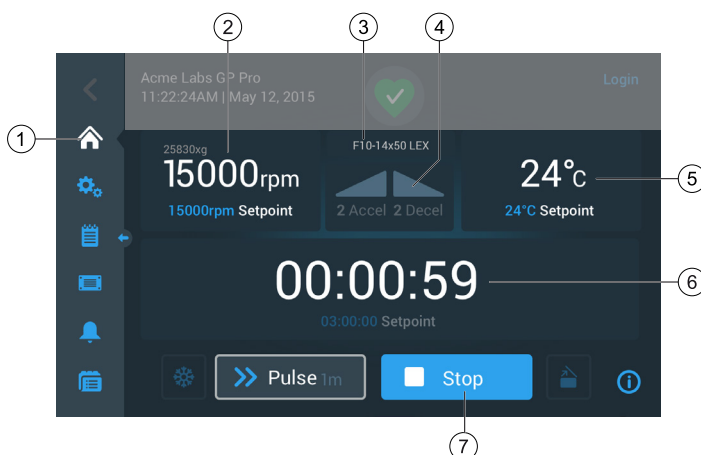 2
3
4
Acme Labs GP Pro
11:22:24AM | May 12, 2015
Login
1
25830xg
15000rpm
15000rpm Setpoint
F10-14x50 LEX
2 Accel 2 Decel
24°c
24°C Setpoint
5
00:00:59
03:00:00 Setpoint
6
Pulse 1m
Stop
7